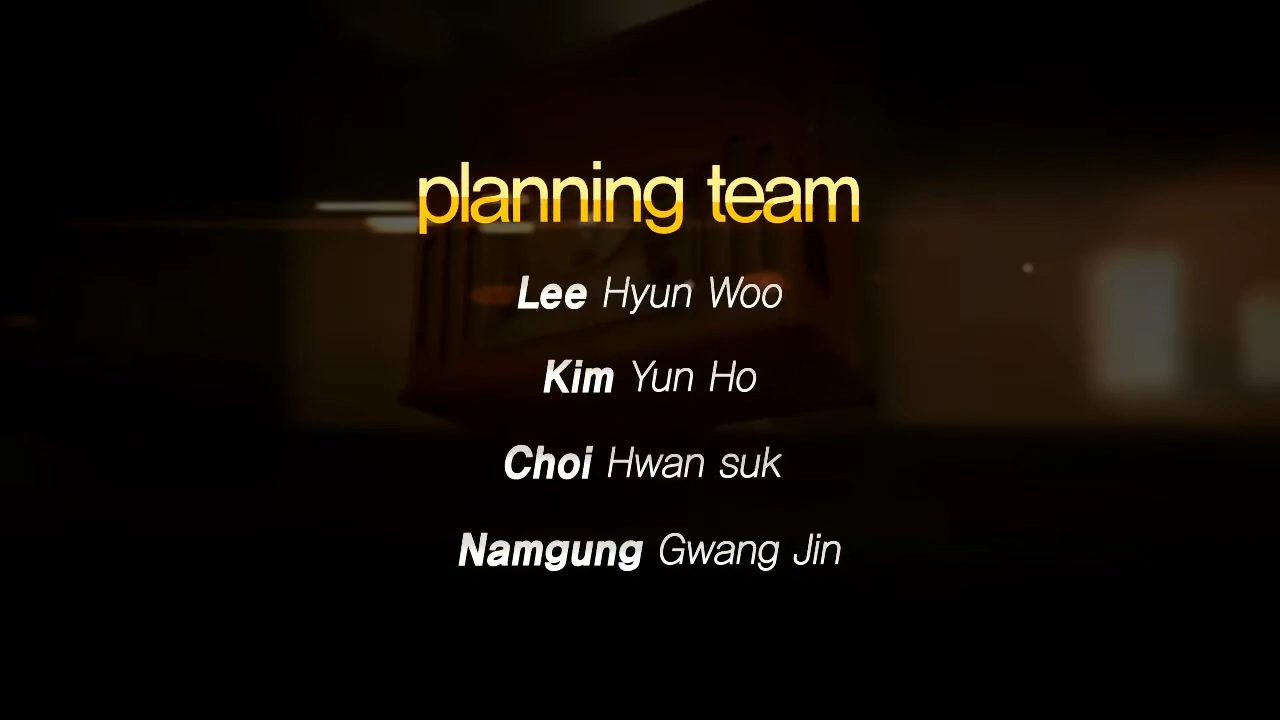 planning team
Lee Hyun Woo
Kim Yun Ho
Choi Hwan suk
Namgung Gwang Jin